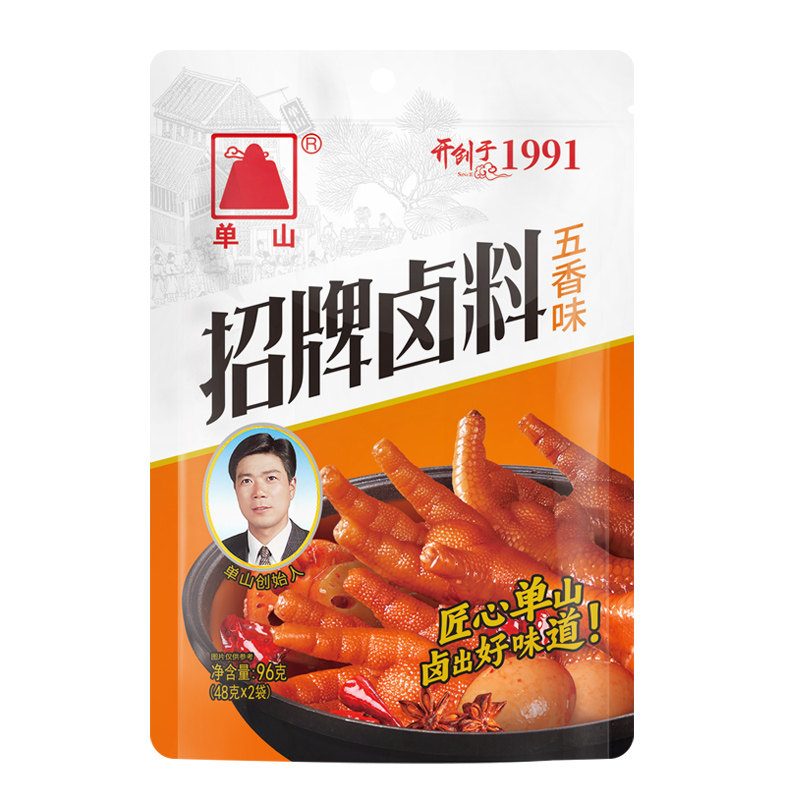 ®
单山
开创于1991
SINCE
招牌卤料
五香味
单山创始人
匠心单山
卤出好味道！
图片仅供参考
净含量:96克
(48克×2袋)